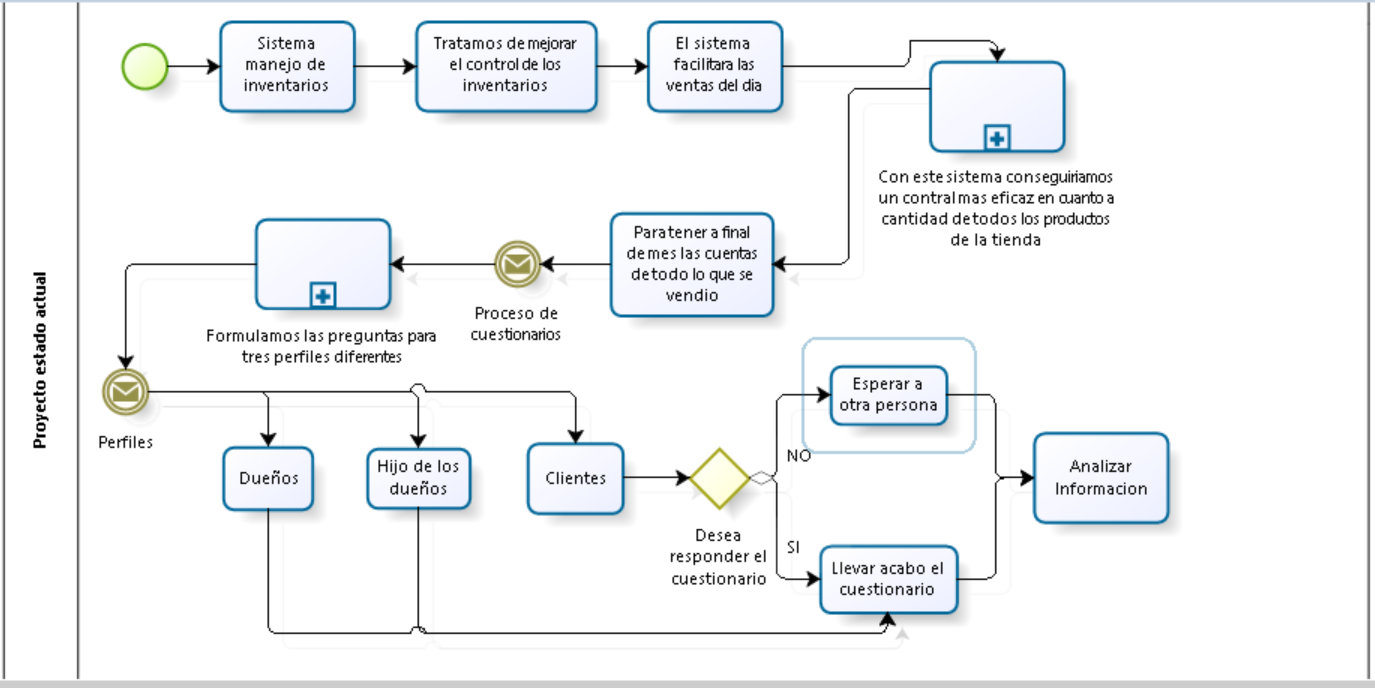 Proyecto estado actual
Sistema
manejo de
inventarios
Tratamos de mejorar
el control de los
inventarios
El sistema
facilitara las
ventas del dia
Con este sistema conseguiriamos
un contral mas eficaz en cuanto a
cantidad de todos los productos
de la tienda
Para tener a final
de mes las cuentas
de todo lo que se
vendio
Proceso de
cuestionarios
Formulamos las preguntas para
tres perfiles diferentes
Perfiles
Dueños
Hijo de los
dueños
Clientes
Desea
responder el
cuestionario
NO
Esperar a
otra persona
SI
Llevar acabo el
cuestionario
Analizar
Informacion